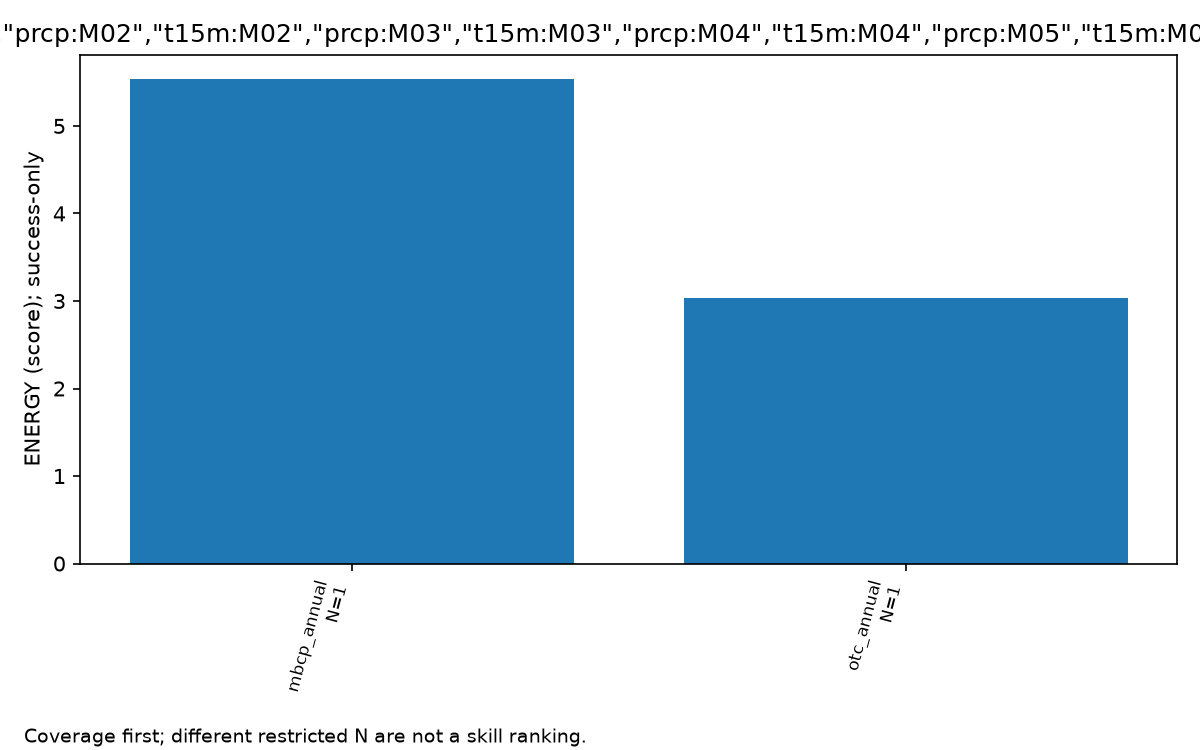 "prcp:M02","t15m:M02","prcp:M03","t15m:M03","prcp:M04","t15m:M04","prcp:M05","t15m:M0
ENERGY (score); success-only
5
4
3
2
1
0
mbcp_annual
N=1
otc_annual
N=1
Coverage first; different restricted N are not a skill ranking.